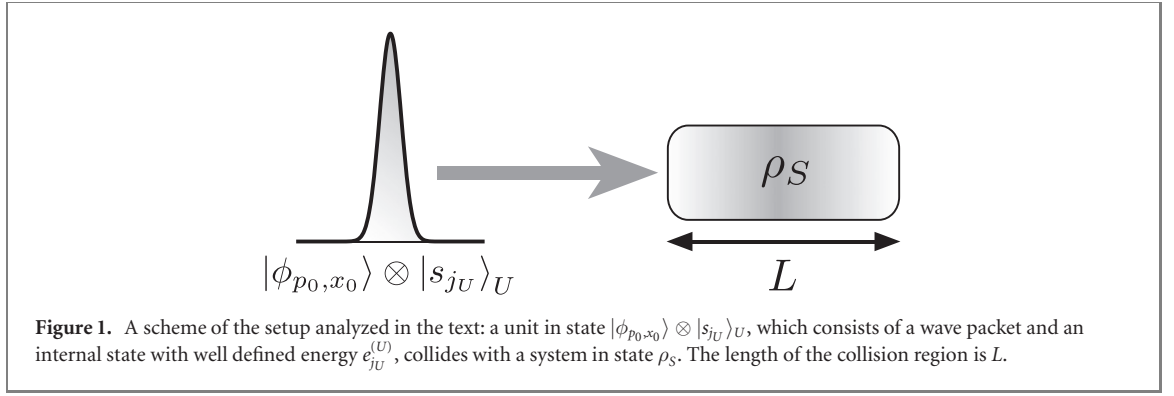 ρ_S
|ϕ_{p_0,x_0}⟩ ⊗ |s_{j_U}⟩_U
L
Figure 1. A scheme of the setup analyzed in the text: a unit in state |ϕ_{p_0,x_0}⟩ ⊗ |s_{j_U}⟩_U, which consists of a wave packet and an
internal state with well defined energy e_{j_U}^{(U)}, collides with a system in state ρ_S. The length of the collision region is L.